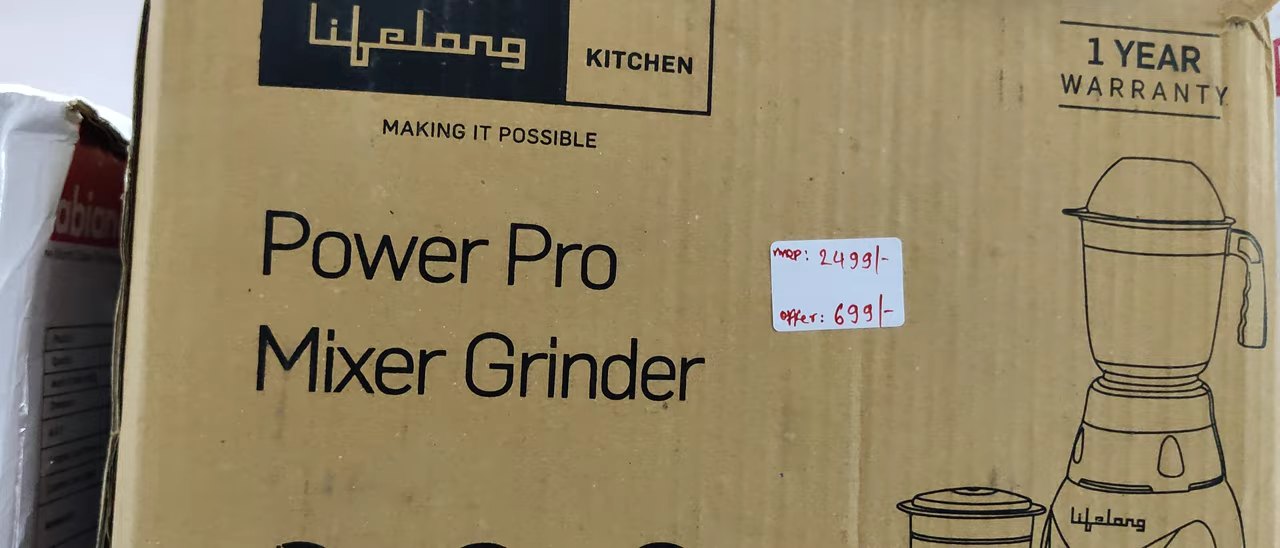 lifelong
KITCHEN
MAKING IT POSSIBLE
1 YEAR
WARRANTY
Power Pro
Mixer Grinder
MRP: 2499/-
offer: 699/-
lifelong